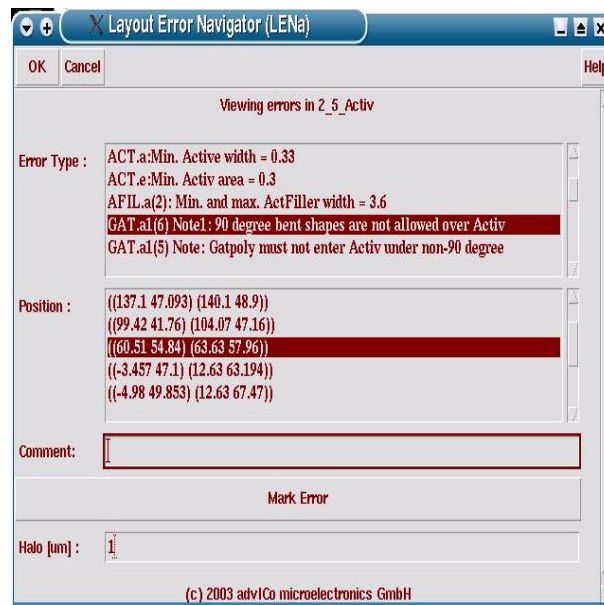 Layout Error Navigator (LENa)
OK Cancel Help
Viewing errors in 2_5_Activ
Error Type :
ACT.a:Min. Active width = 0.33
ACT.e:Min. Activ area = 0.3
AFIL.a(2): Min. and max. ActFiller width = 3.6
GAT.a1(6) Note1: 90 degree bent shapes are not allowed over Activ
GAT.a1(5) Note: Gatpoly must not enter Activ under non-90 degree
Position :
((137.1 47.093) (140.1 48.9))
((99.42 41.76) (104.07 47.16))
((60.51 54.84) (63.63 57.96))
((-3.457 47.1) (12.63 63.194))
((-4.98 49.853) (12.63 67.47))
Comment:
Mark Error
Halo [um] : 1
(c) 2003 advICo microelectronics GmbH